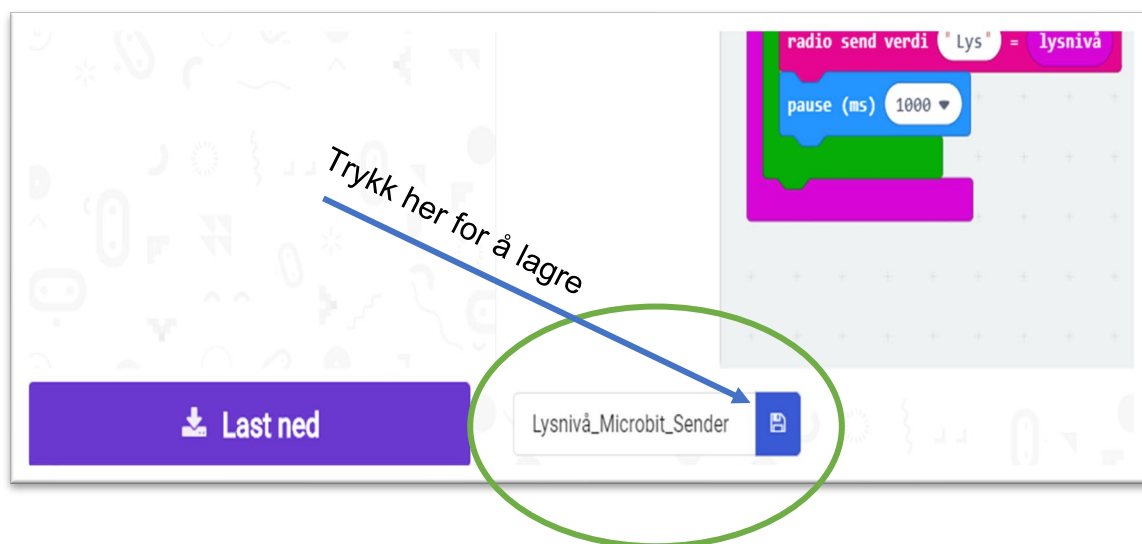 radio send verdi "Lys" = lysnivå
pause (ms) 1000
Trykk her for å lagre
Last ned
Lysnivå_Microbit_Sender